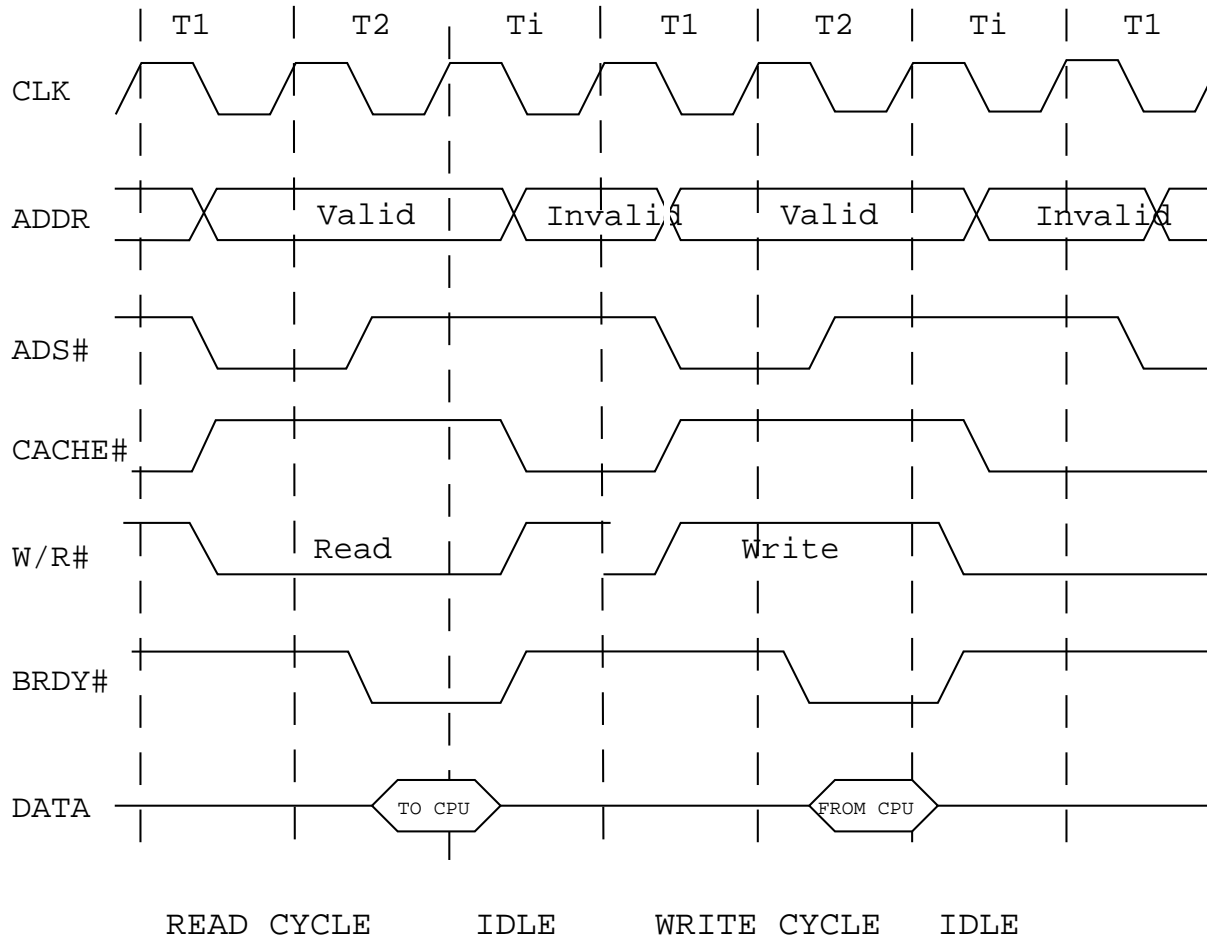 T1 T2 Ti T1 T2 Ti T1
CLK
ADDR Valid Invalid Valid Invalid
ADS#
CACHE#
W/R# Read Write
BRDY#
DATA TO CPU FROM CPU
READ CYCLE IDLE WRITE CYCLE IDLE